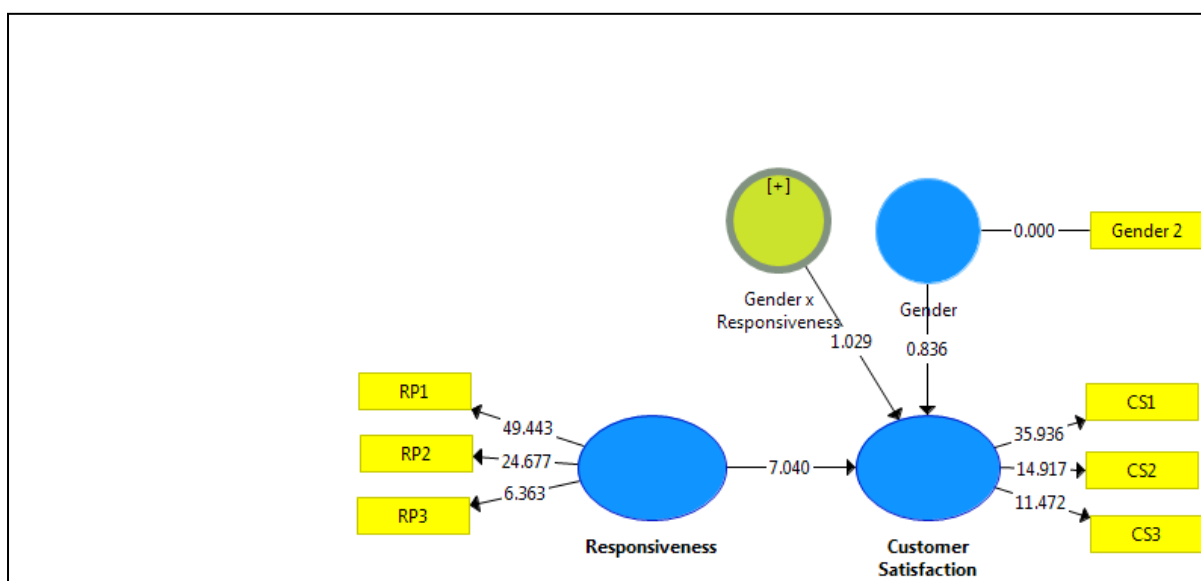 [+]
0.000
Gender 2
Gender x
Responsiveness
Gender
1.029
0.836
RP1
49.443
RP2
24.677
RP3
6.363
7.040
CS1
35.936
CS2
14.917
CS3
11.472
Responsiveness
Customer
Satisfaction